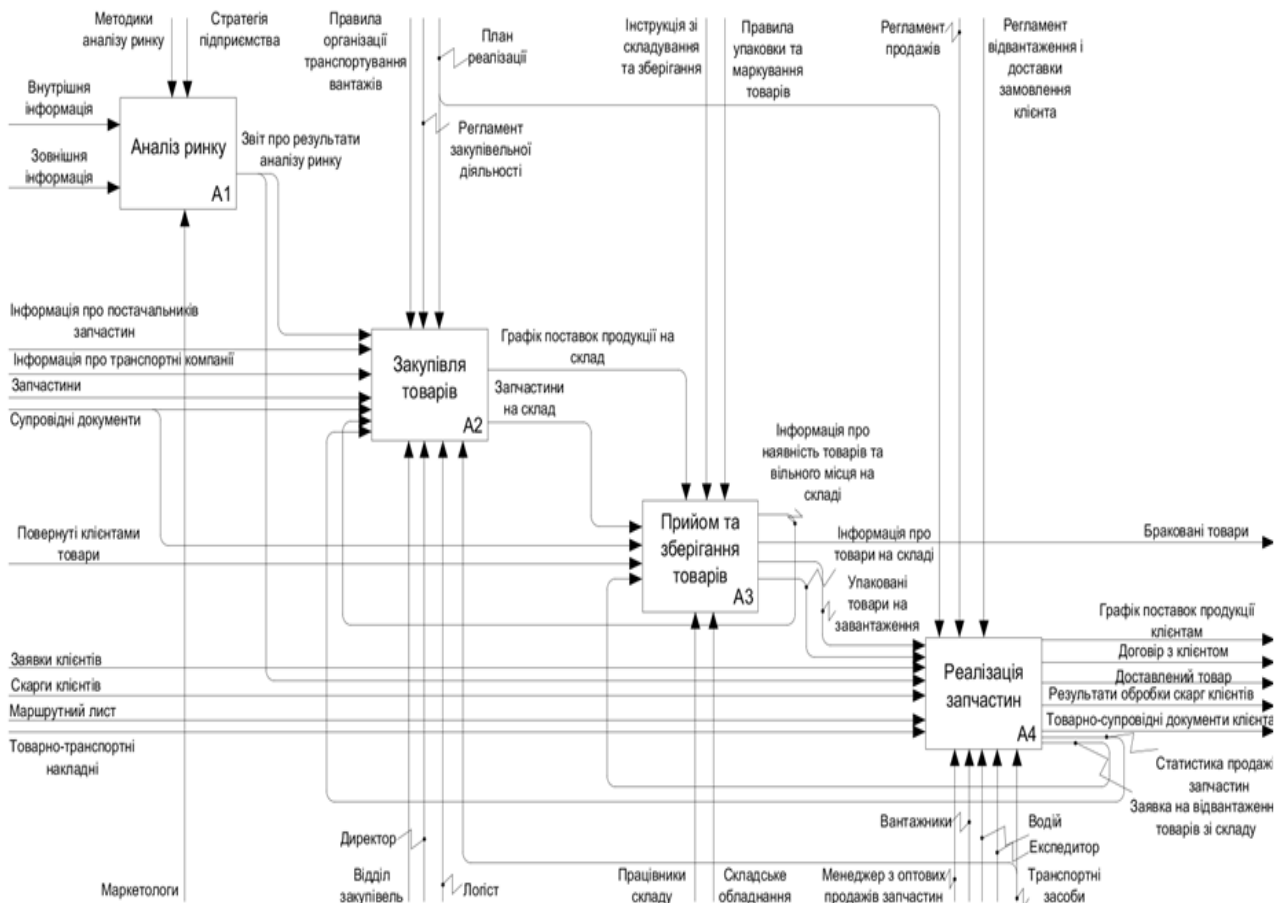 Методики
аналізу ринку
Стратегія
підприємства
Правила
організації
транспортування
вантажів
План
реалізації
Інструкція зі
складування
та зберігання
Правила
упаковки та
маркування
товарів
Регламент
продажів
Регламент
відвантаження і
доставки
замовлення
клієнта
Внутрішня
інформація
Зовнішня
інформація
Аналіз ринку
A1
Звіт про результати
аналізу ринку
Регламент
закупівельної
діяльності
Інформація про постачальників
запчастин
Інформація про транспортні компанії
Запчастини
Супровідні документи
Закупівля
товарів
A2
Графік поставок продукції на
склад
Запчастини
на склад
Інформація про
наявність товарів та
вільного місця на
складі
Повернуті клієнтами
товари
Прийом та
зберігання
товарів
A3
Інформація про
товари на складі
Упаковані
товари на
завантаження
Браковані товари
Заявки клієнтів
Скарги клієнтів
Маршрутний лист
Товарно-транспортні
накладні
Реалізація
запчастин
A4
Графік поставок продукції
клієнтам
Договір з клієнтом
Доставлений товар
Результати обробки скарг клієнтів
Товарно-супровідні документи клієнта
Статистика продажі
запчастин
Заявка на відвантаженн
товарів зі складу
Маркетологи
Директор
Відділ
закупівель
Логіст
Працівники
складу
Складське
обладнання
Вантажники
Водій
Експедитор
Менеджер з оптових
продажів запчастин
Транспортні
засоби